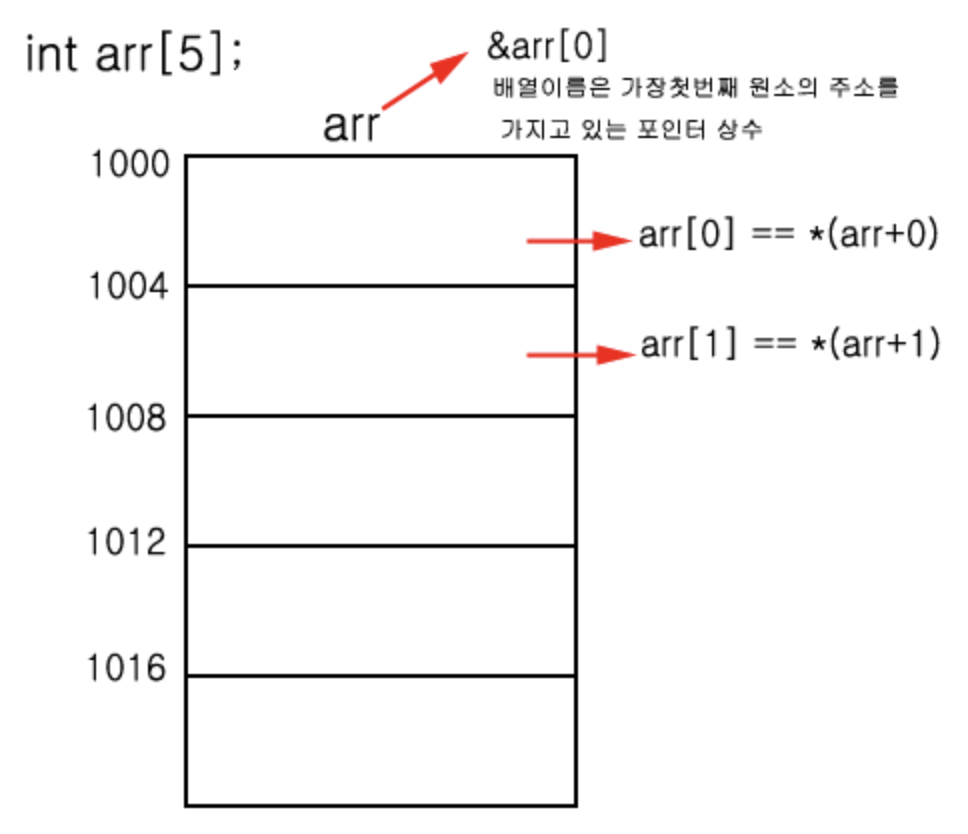 int arr[5];
&arr[0]
배열이름은 가장첫번째 원소의 주소를
가지고 있는 포인터 상수
arr
1000
arr[0] == *(arr+0)
1004
arr[1] == *(arr+1)
1008
1012
1016